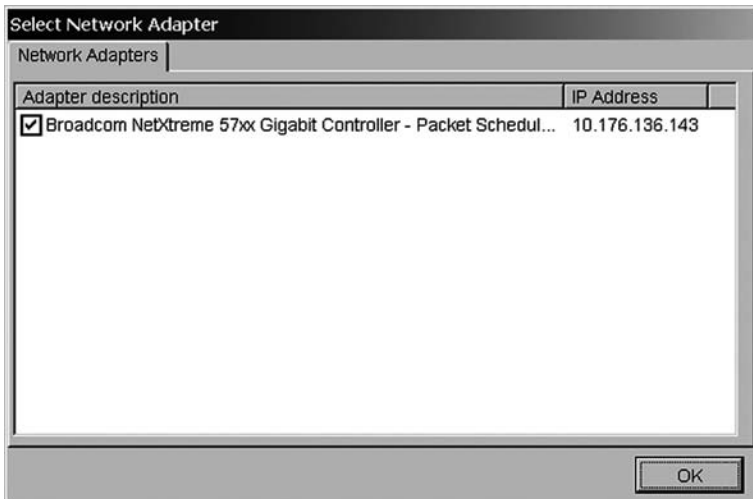 Select Network Adapter
Network Adapters
Adapter description IP Address
Broadcom NetXtreme 57xx Gigabit Controller - Packet Schedul... 10.176.136.143
OK